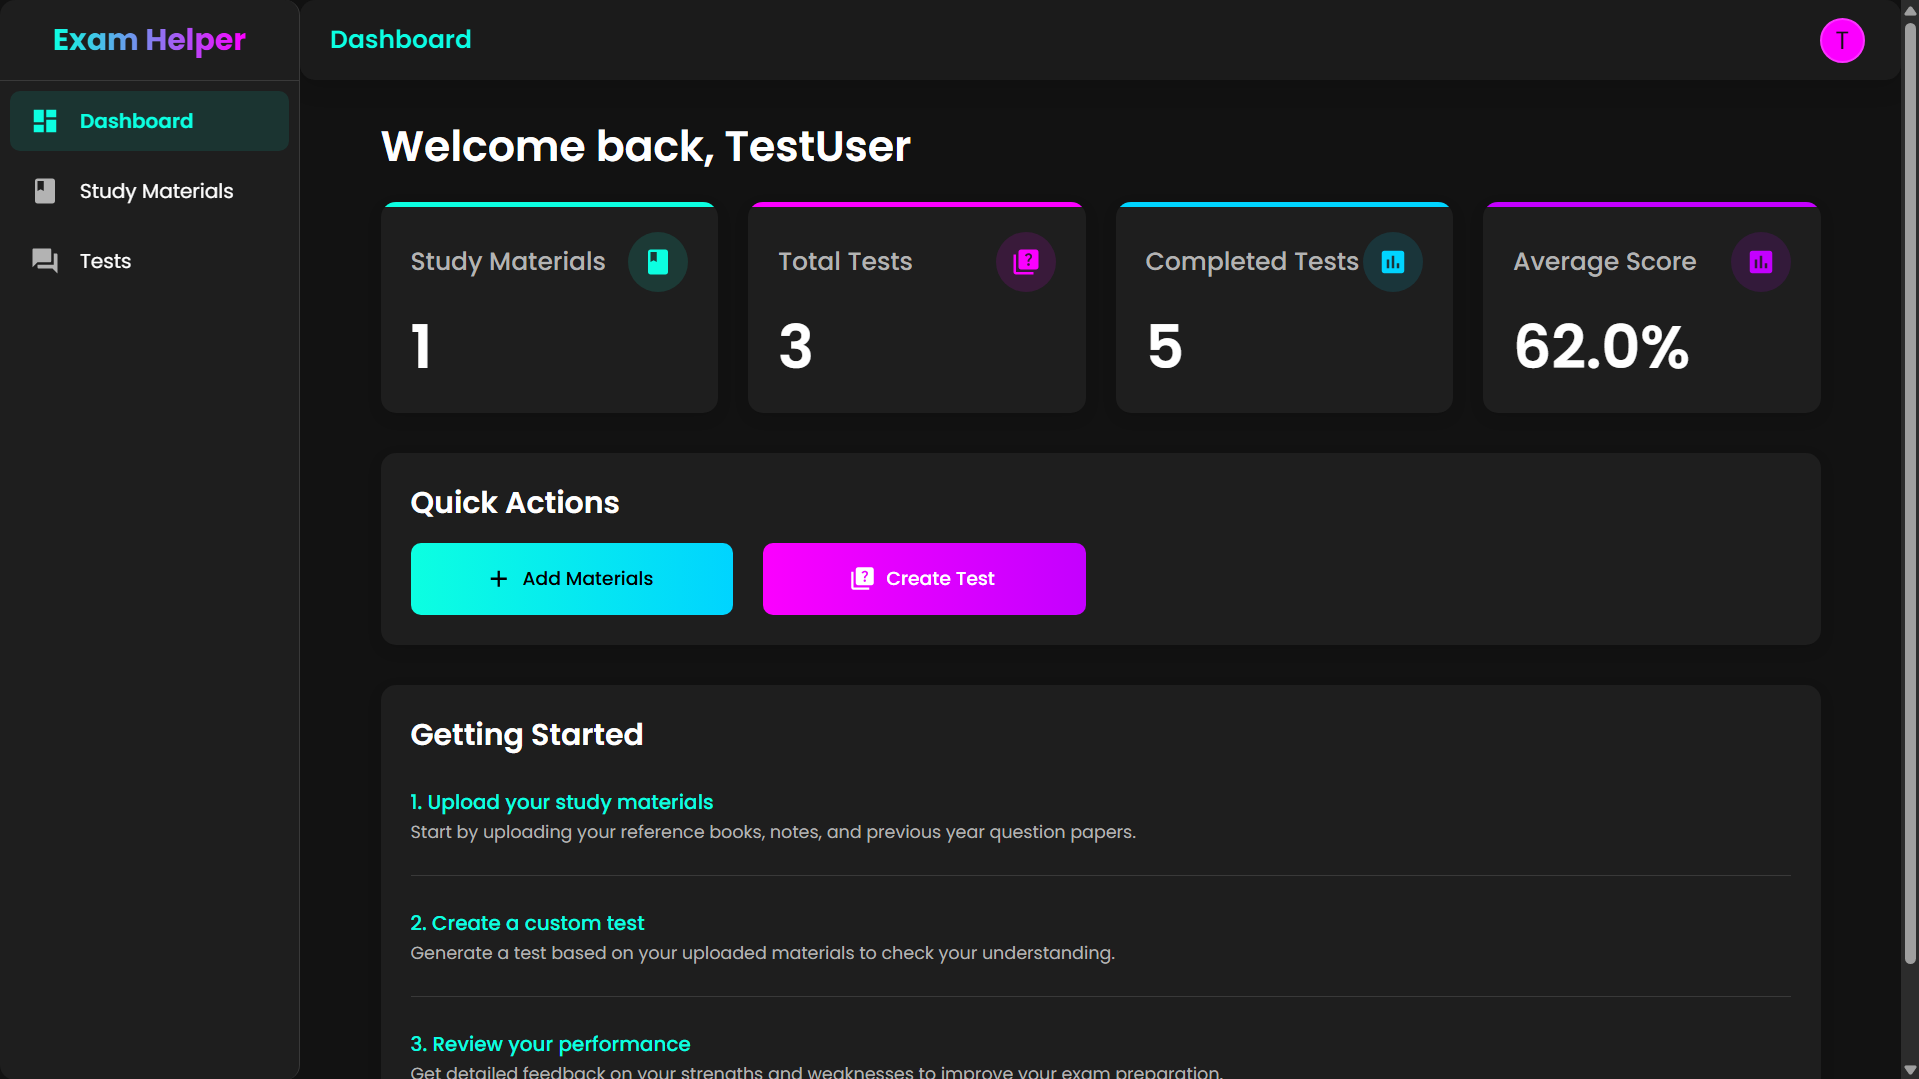 Exam Helper
Dashboard
T
Dashboard
Study Materials
Tests
Welcome back, TestUser
Study Materials
1
Total Tests
3
Completed Tests
5
Average Score
62.0%
Quick Actions
Add Materials
Create Test
Getting Started
1. Upload your study materials
Start by uploading your reference books, notes, and previous year question papers.
2. Create a custom test
Generate a test based on your uploaded materials to check your understanding.
3. Review your performance
Get detailed feedback on your strengths and weaknesses to improve your exam preparation.